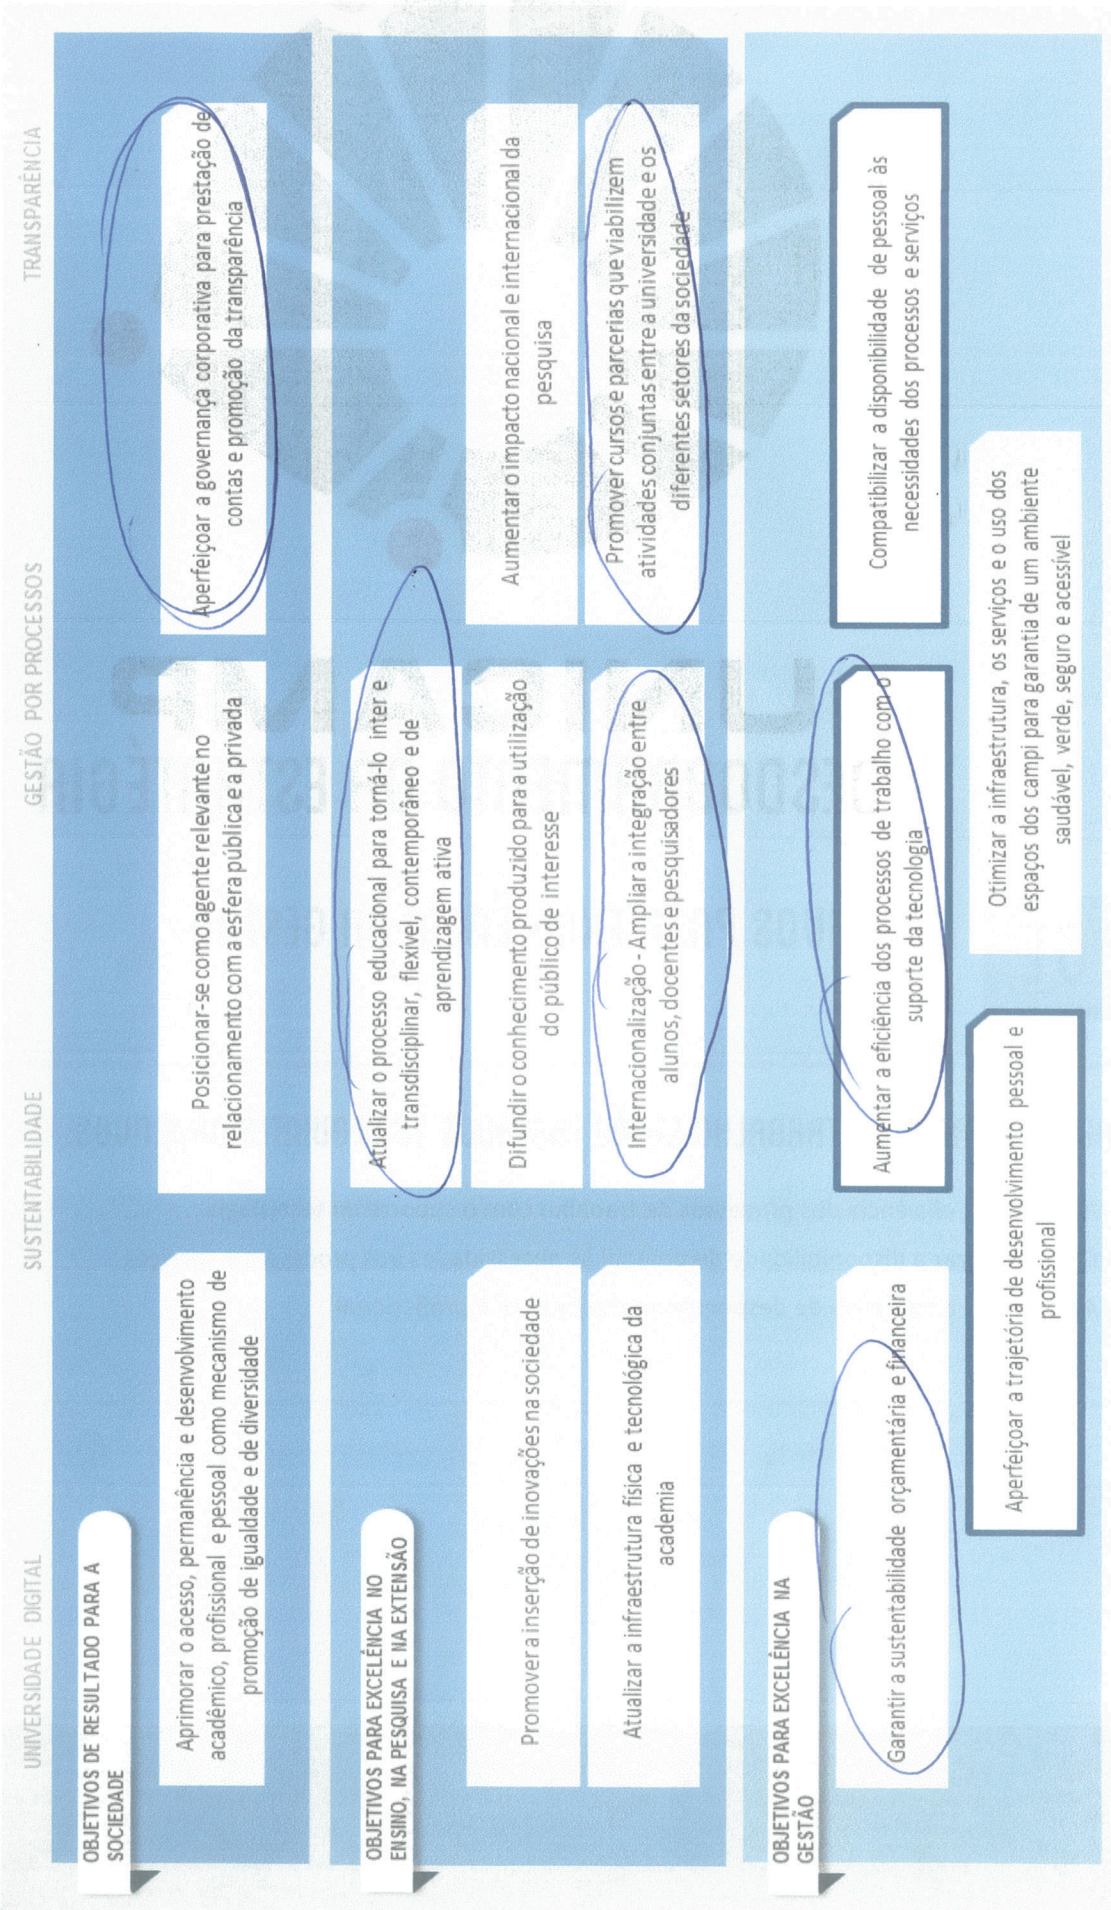 UNIVERSIDADE DIGITAL
SUSTENTABILIDADE
GESTÃO POR PROCESSOS
TRANSPARÊNCIA
OBJETIVOS DE RESULTADO PARA A
SOCIEDADE
Aprimorar o acesso, permanência e desenvolvimento
acadêmico, profissional e pessoal como mecanismo de
promoção de igualdade e de diversidade
Posicionar-se como agente relevante no
relacionamento com a esfera pública e a privada
Aperfeiçoar a governança corporativa para prestação de
contas e promoção da transparência
OBJETIVOS PARA EXCELÊNCIA NO
ENSINO, NA PESQUISA E NA EXTENSÃO
Atualizar o processo educacional para torná-lo inter e
transdisciplinar, flexível, contemporâneo e de
aprendizagem ativa
Promover a inserção de inovações na sociedade
Difundir o conhecimento produzido para a utilização
do público de interesse
Aumentar o impacto nacional e internacional da
pesquisa
Atualizar a infraestrutura física e tecnológica da
academia
Internacionalização - Ampliar a integração entre
alunos, docentes e pesquisadores
Promover cursos e parcerias que viabilizem
atividades conjuntas entre a universidade e os
diferentes setores da sociedade
OBJETIVOS PARA EXCELÊNCIA NA
GESTÃO
Garantir a sustentabilidade orçamentária e financeira
Aumentar a eficiência dos processos de trabalho com o
suporte da tecnologia
Compatibilizar a disponibilidade de pessoal às
necessidades dos processos e serviços
Aperfeiçoar a trajetória de desenvolvimento pessoal e
profissional
Otimizar a infraestrutura, os serviços e o uso dos
espaços dos campi para garantia de um ambiente
saudável, verde, seguro e acessível